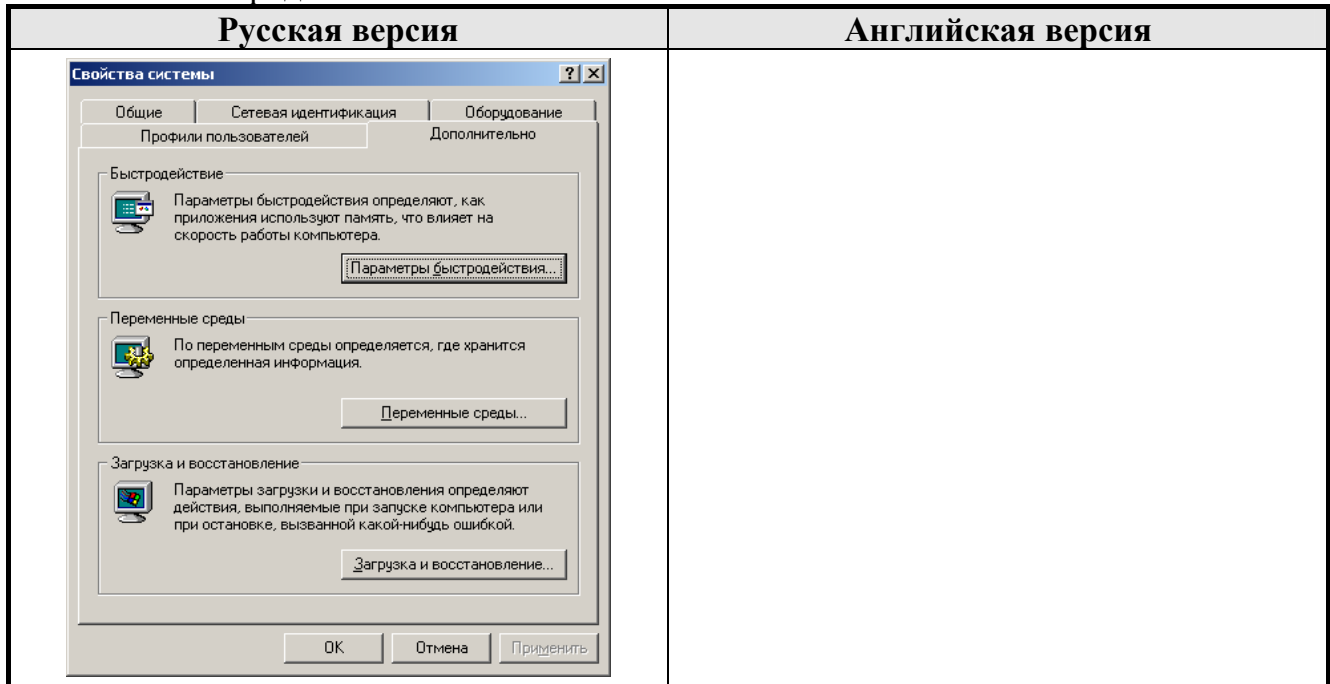 Русская версия
Английская версия
Свойства системы
Общие
Сетевая идентификация
Оборудование
Профили пользователей
Дополнительно
Быстродействие
Параметры быстродействия определяют, как
приложения используют память, что влияет на
скорость работы компьютера.
Параметры быстродействия...
Переменные среды
По переменным среды определяется, где хранится
определенная информация.
Переменные среды...
Загрузка и восстановление
Параметры загрузки и восстановления определяют
действия, выполняемые при запуске компьютера или
при остановке, вызванной какой-нибудь ошибкой.
Загрузка и восстановление...
OK
Отмена
Применить